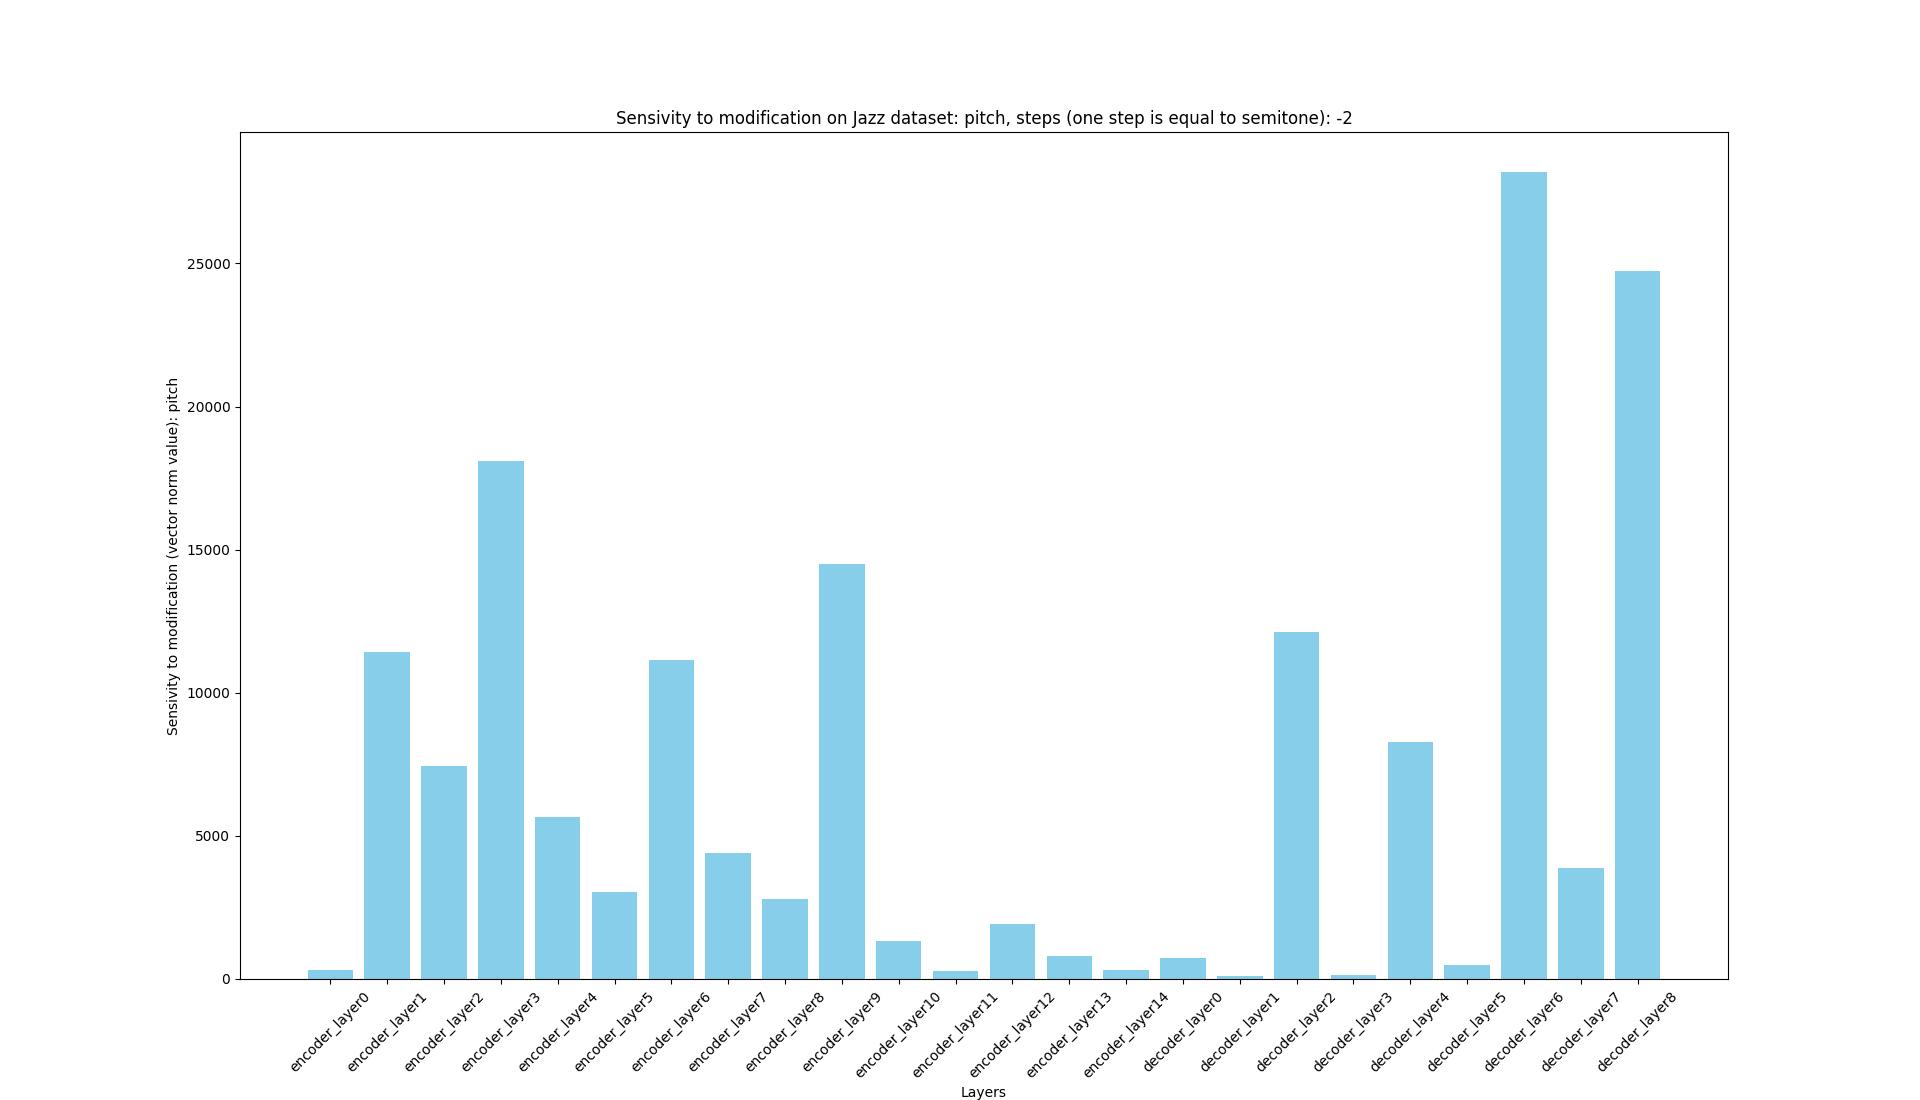 Sensivity to modification on Jazz dataset: pitch, steps (one step is equal to semitone): -2
Sensivity to modification (vector norm value): pitch
25000
20000
15000
10000
5000
0
encoder_layer0
encoder_layer1
encoder_layer2
encoder_layer3
encoder_layer4
encoder_layer5
encoder_layer6
encoder_layer7
encoder_layer8
encoder_layer9
encoder_layer10
encoder_layer11
encoder_layer12
encoder_layer13
encoder_layer14
decoder_layer0
decoder_layer1
decoder_layer2
decoder_layer3
decoder_layer4
decoder_layer5
decoder_layer6
decoder_layer7
decoder_layer8
Layers